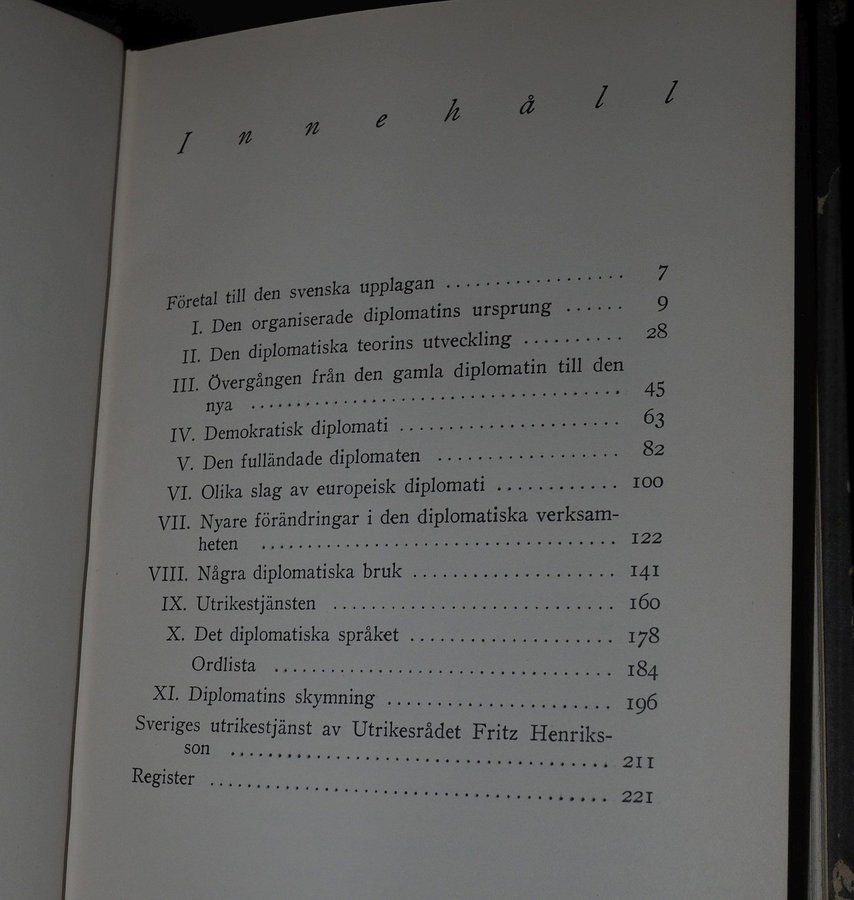 Innehåll
Företal till den svenska upplagan .................. 7
I. Den organiserade diplomatins ursprung ...... 9
II. Den diplomatiska teorins utveckling .......... 28
III. Övergången från den gamla diplomatin till den
nya ..................................... 45
IV. Demokratisk diplomati ...................... 63
V. Den fulländade diplomaten .................. 82
VI. Olika slag av europeisk diplomati ............ 100
VII. Nyare förändringar i den diplomatiska verksam-
heten .................................... 122
VIII. Några diplomatiska bruk .................... 141
IX. Utrikestjänsten ............................ 160
X. Det diplomatiska språket .................... 178
Ordlista ................................. 184
XI. Diplomatins skymning ...................... 196
Sveriges utrikestjänst av Utrikesrådet Fritz Henriks-
son ..................................... 211
Register ....................................... 221